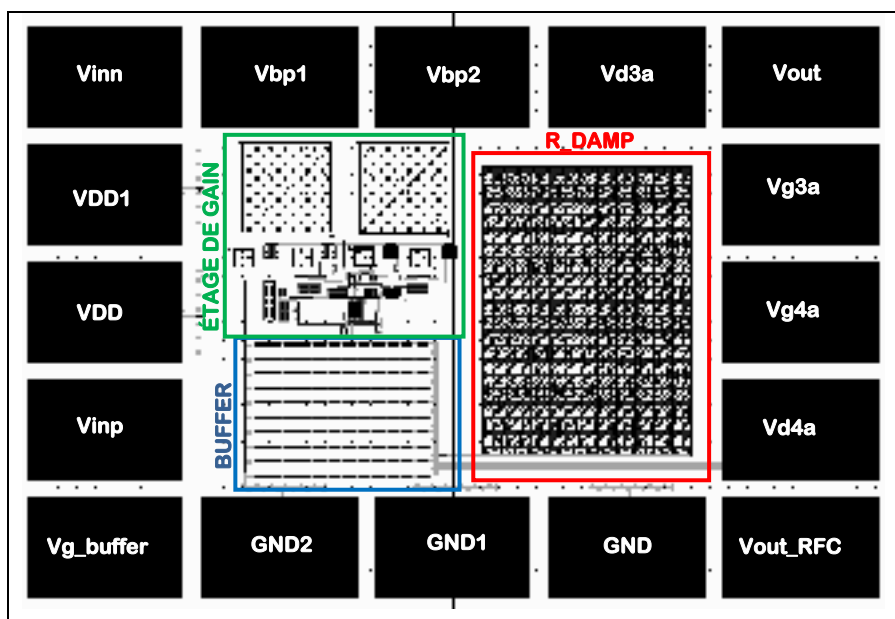 Vinn
Vbp1
Vbp2
Vd3a
Vout
R_DAMP
VDD1
ETAGE DE GAIN
Vg3a
VDD
Vg4a
Vinp
BUFFER
Vd4a
Vg_buffer
GND2
GND1
GND
Vout_RFC